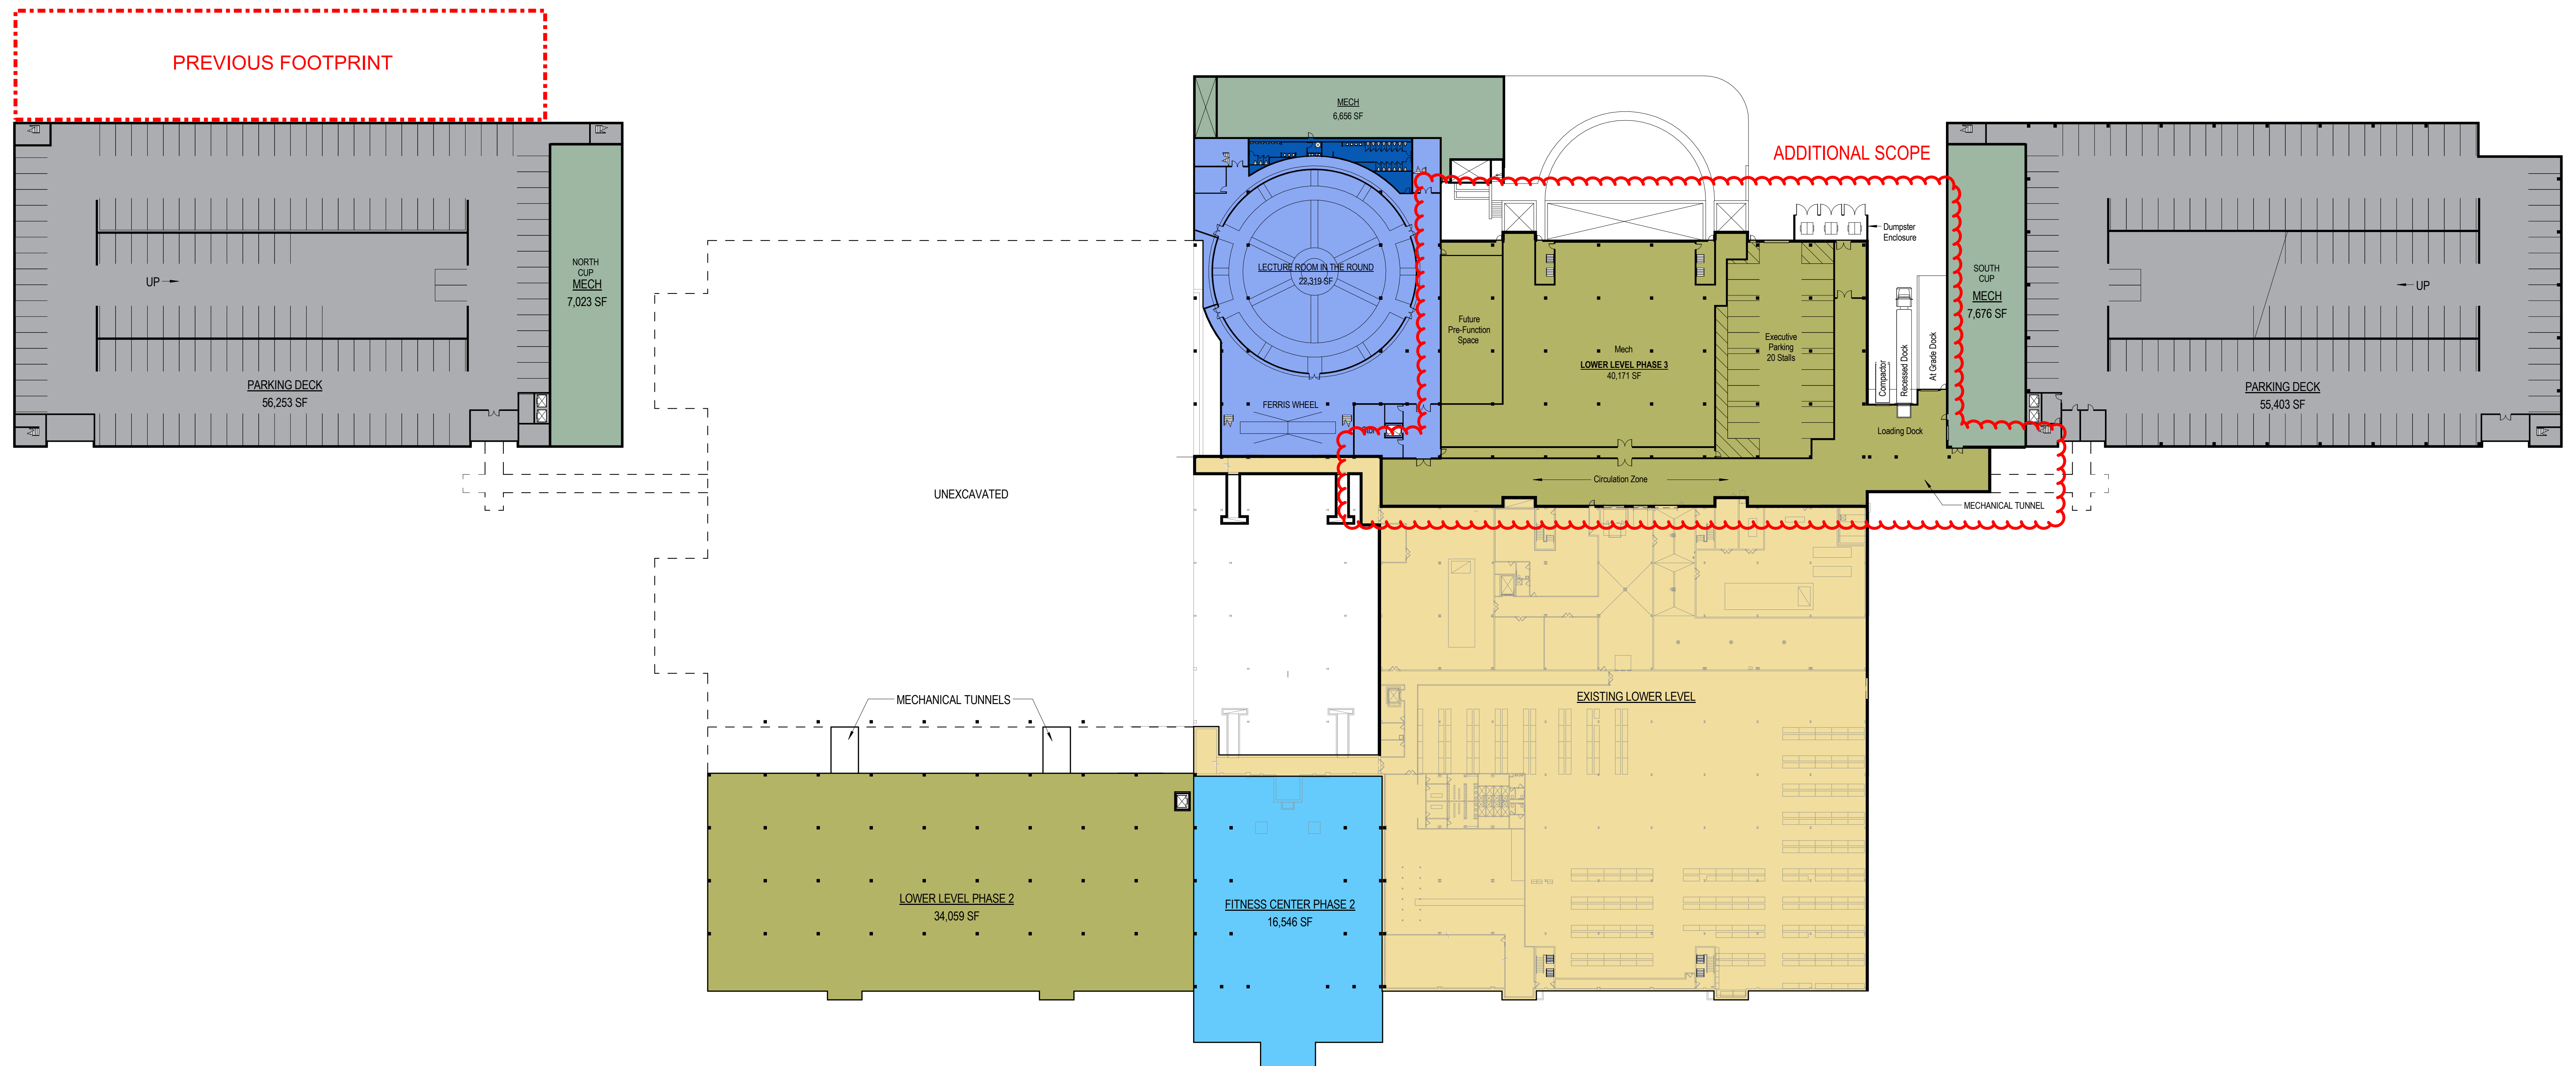 PREVIOUS FOOTPRINT
UP
PARKING DECK
56,253 SF
NORTH
CUP
MECH
7,023 SF
MECH
6,656 SF
LECTURE ROOM IN THE ROUND
22,319 SF
FERRIS WHEEL
ADDITIONAL SCOPE
Dumpster
Enclosure
Future
Pre-Function
Space
Mech
LOWER LEVEL PHASE 3
40,171 SF
Executive
Parking
20 Stalls
Compactor
Recessed Dock
At Grade Dock
Loading Dock
SOUTH
CUP
MECH
7,676 SF
UP
PARKING DECK
55,403 SF
Circulation Zone
MECHANICAL TUNNEL
UNEXCAVATED
MECHANICAL TUNNELS
EXISTING LOWER LEVEL
LOWER LEVEL PHASE 2
34,059 SF
FITNESS CENTER PHASE 2
16,546 SF